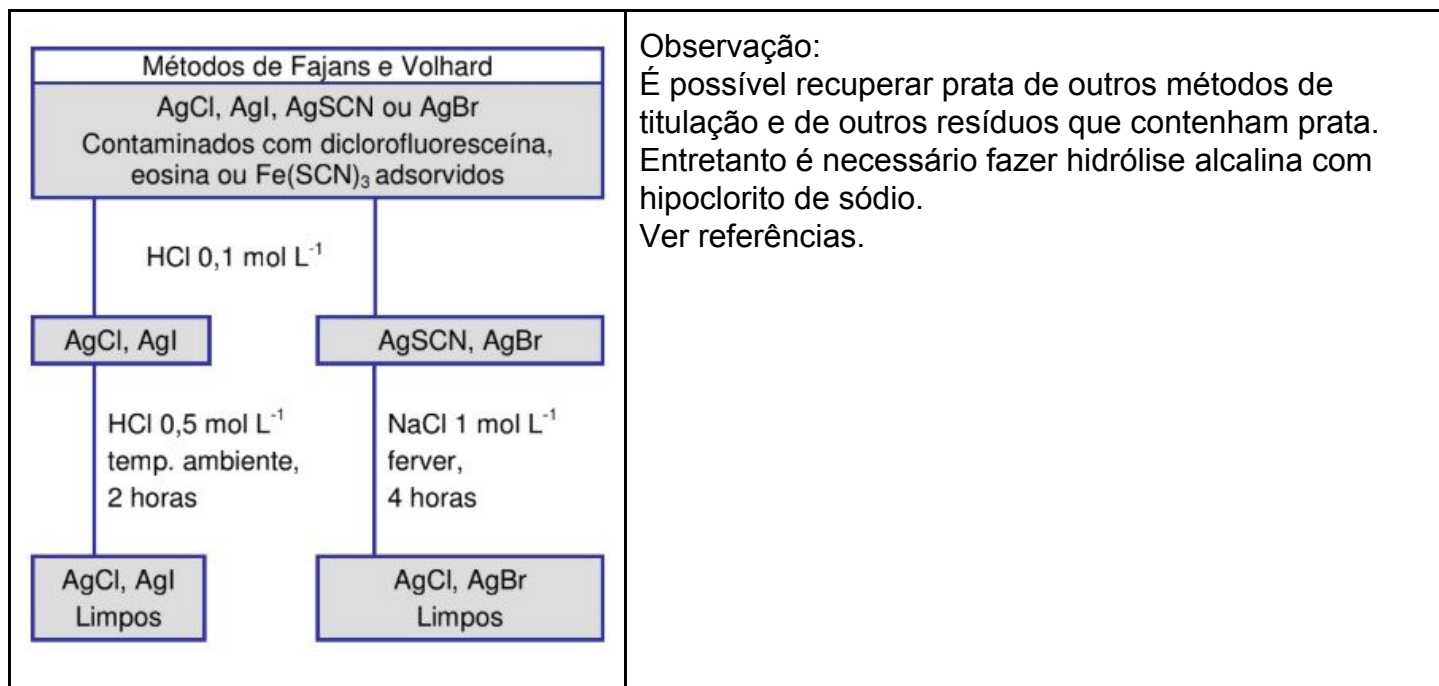 Métodos de Fajans e Volhard
AgCl, AgI, AgSCN ou AgBr
Contaminados com diclorofluoresceína,
eosina ou Fe(SCN)₃ adsorvidos
HCl 0,1 mol L⁻¹
AgCl, AgI
AgSCN, AgBr
HCl 0,5 mol L⁻¹
temp. ambiente,
2 horas
NaCl 1 mol L⁻¹
ferver,
4 horas
AgCl, AgI
Limpos
AgCl, AgBr
Limpos
Observação:
É possível recuperar prata de outros métodos de
titulação e de outros resíduos que contenham prata.
Entretanto é necessário fazer hidrólise alcalina com
hipoclorito de sódio.
Ver referências.